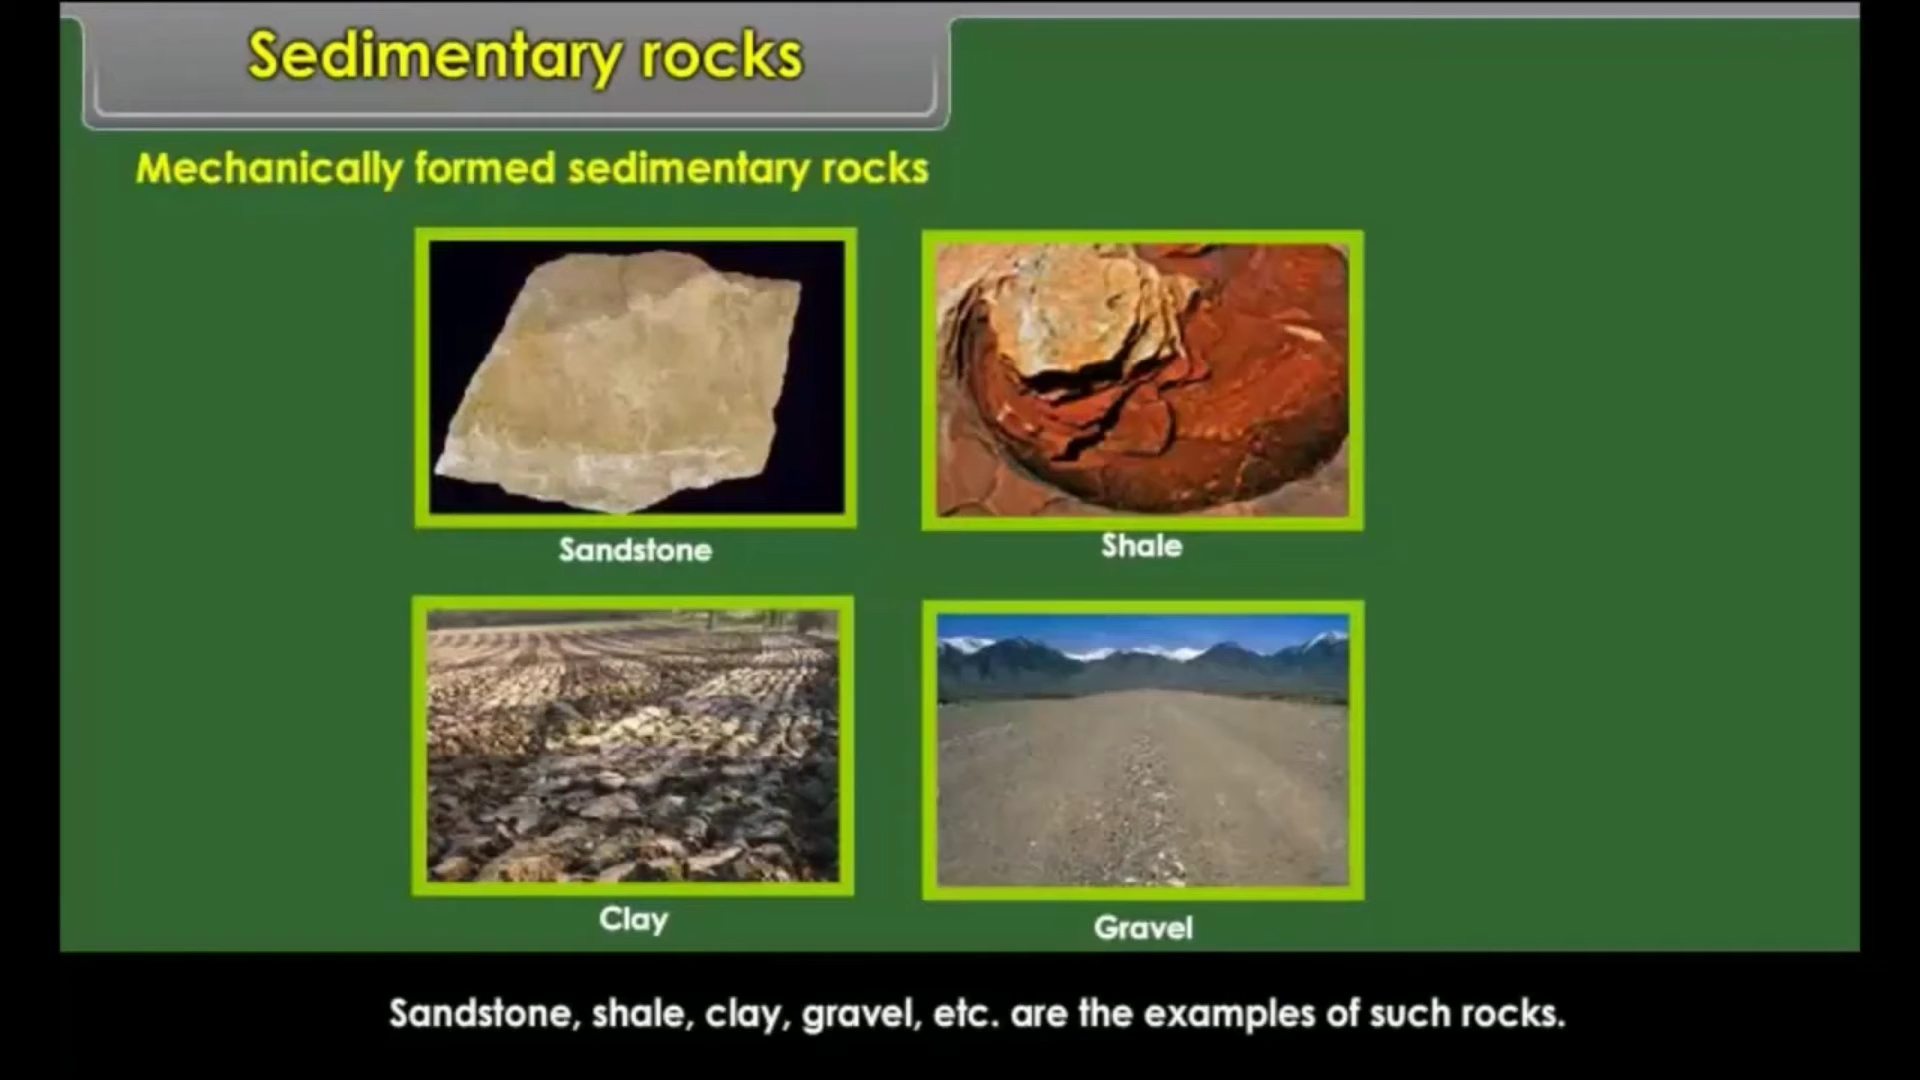 Sedimentary rocks
Mechanically formed sedimentary rocks
Sandstone
Shale
Clay
Gravel
Sandstone, shale, clay, gravel, etc. are the examples of such rocks.